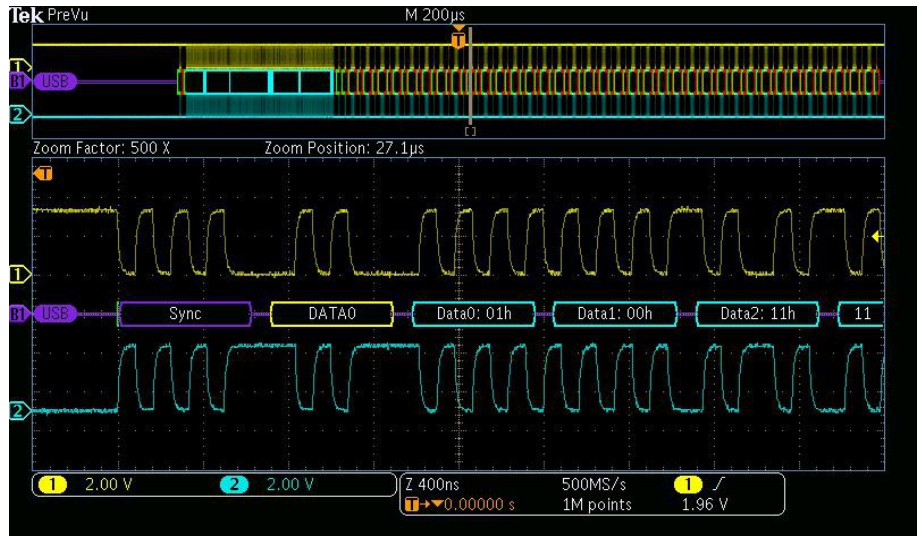 Tek PreVu M 200µs
T
1
B1 USB
2
Zoom Factor: 500 X Zoom Position: 27.1µs
T
1
B1 USB Sync DATA0 Data0: 01h Data1: 00h Data2: 11h 11
2
1 2.00 V 2 2.00 V Z 400ns 500MS/s 1 /
T→▼0.00000 s 1M points 1.96 V